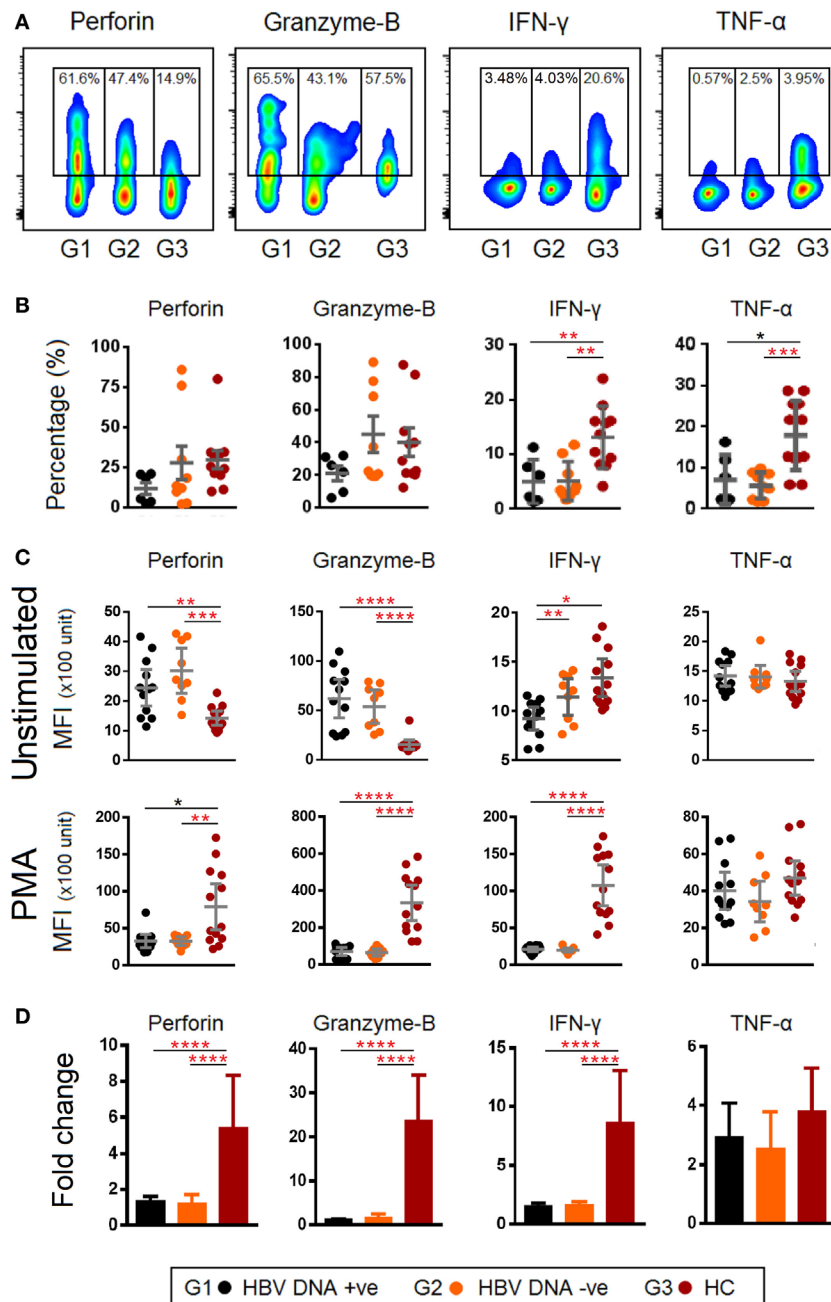 A
Perforin Granzyme-B IFN-γ TNF-α
61.6% 47.4% 14.9% 65.5% 43.1% 57.5% 3.48% 4.03% 20.6% 0.57% 2.5% 3.95%
G1 G2 G3 G1 G2 G3 G1 G2 G3 G1 G2 G3
B
Perforin Granzyme-B IFN-γ TNF-α
Percentage (%)
100 75 50 25 0
100 80 60 40 20 0
30 20 10 0
** **
40 30 20 10 0
* ***
C
Perforin Granzyme-B IFN-γ TNF-α
Unstimulated
MFI (x100 unit)
50 40 30 20 10 0
** ***
150 100 50 0
**** ****
20 15 10 5
* **
25 20 15 10 5 0
PMA
MFI (x100 unit)
200 150 100 50 0
* **
800 600 400 200 0
**** ****
200 150 100 50 0
**** ****
100 80 60 40 20 0
D
Perforin Granzyme-B IFN-γ TNF-α
Fold change
10 8 6 4 2 0
**** ****
40 30 20 10 0
**** ****
15 10 5 0
**** ****
6 4 2 0
G1 HBV DNA +ve G2 HBV DNA -ve G3 HC